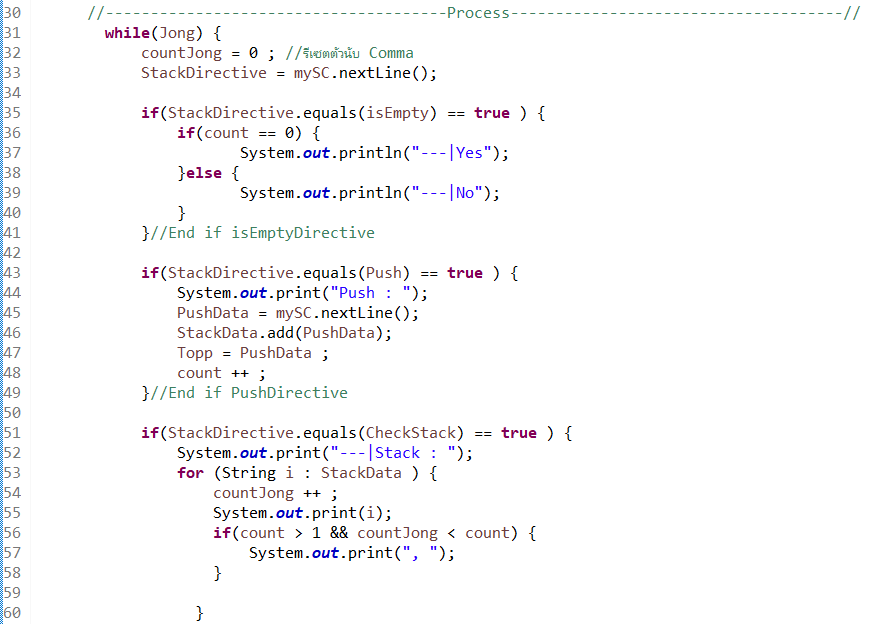 30 //--------------------------------------Process-------------------------------------//
31 while(Jong) {
32 countJong = 0 ; //รีเซตตัวนับ Comma
33 StackDirective = mySC.nextLine();
34
35 if(StackDirective.equals(isEmpty) == true ) {
36 if(count == 0) {
37 System.out.println("---|Yes");
38 }else {
39 System.out.println("---|No");
40 }
41 }//End if isEmptyDirective
42
43 if(StackDirective.equals(Push) == true ) {
44 System.out.print("Push : ");
45 PushData = mySC.nextLine();
46 StackData.add(PushData);
47 Topp = PushData ;
48 count ++ ;
49 }//End if PushDirective
50
51 if(StackDirective.equals(CheckStack) == true ) {
52 System.out.print("---|Stack : ");
53 for (String i : StackData ) {
54 countJong ++ ;
55 System.out.print(i);
56 if(count > 1 && countJong < count) {
57 System.out.print(", ");
58 }
59
60 }